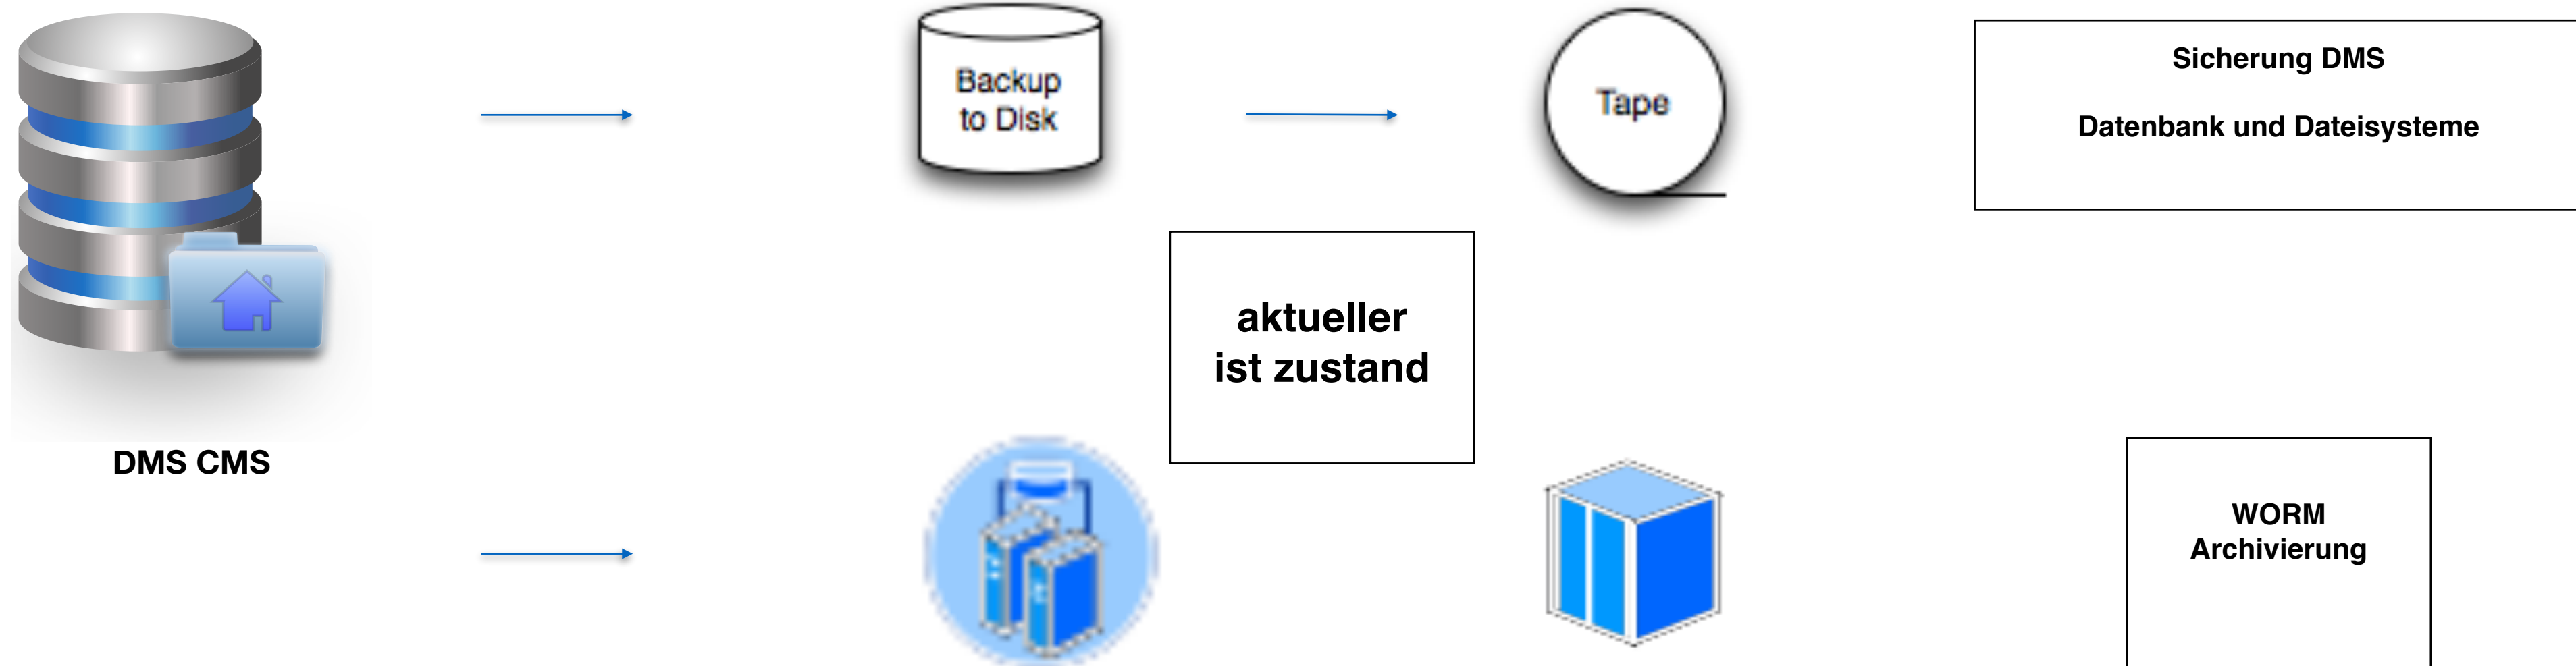 Backup
to Disk
Tape
Sicherung DMS
Datenbank und Dateisysteme
aktueller
ist zustand
DMS CMS
WORM
Archivierung